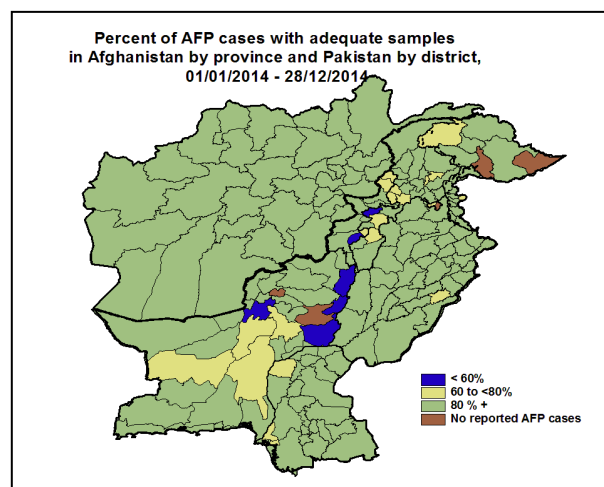 Percent of AFP cases with adequate samples
in Afghanistan by province and Pakistan by district,
01/01/2014 - 28/12/2014
< 60%
60 to <80%
80 % +
No reported AFP cases